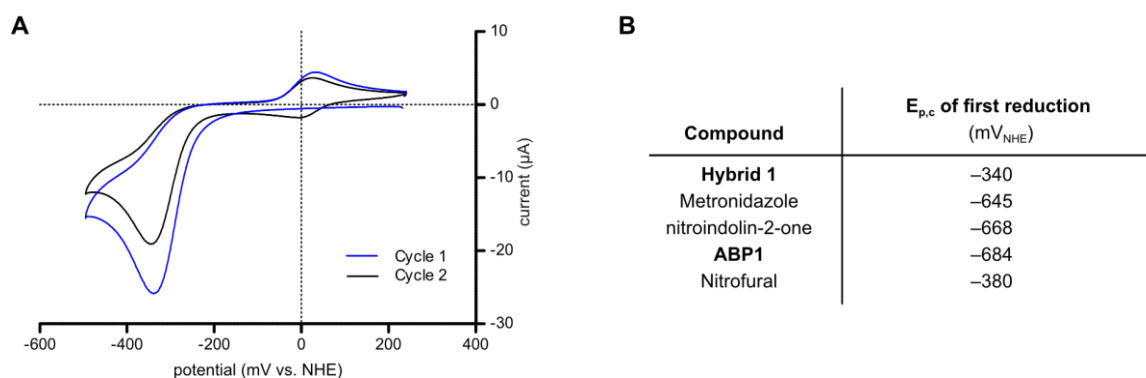 A
10
0
-10
-20
-30
current (µA)
-600
-400
-200
0
200
400
potential (mV vs. NHE)
Cycle 1
Cycle 2
B
Compound
Ep,c of first reduction
(mVNHE)
Hybrid 1 –340
Metronidazole –645
nitroindolin-2-one –668
ABP1 –684
Nitrofural –380